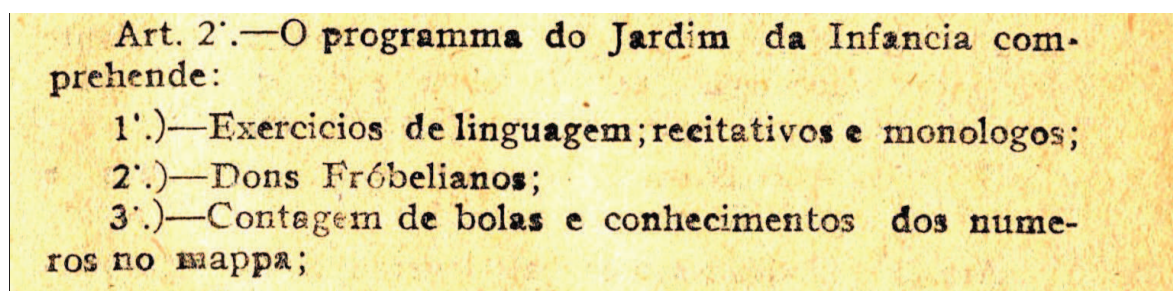 Art. 2°.—O programma do Jardim da Infancia com-
prehende:
1°.)—Exercicios de linguagem; recitativos e monologos;
2°.)—Dons Fróbelianos;
3°.)—Contagem de bolas e conhecimentos dos nume-
ros no mappa;